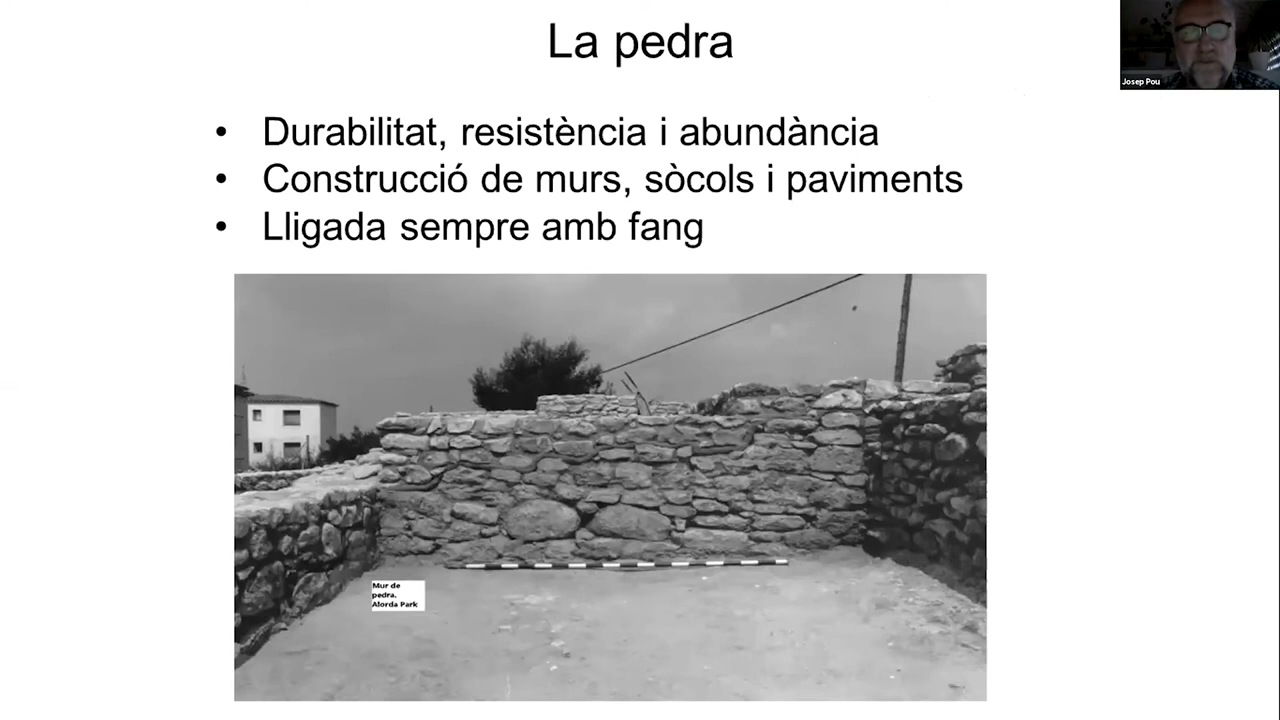 La pedra
Josep Pou
• Durabilitat, resistència i abundància
• Construcció de murs, sòcols i paviments
• Lligada sempre amb fang
Mur de
pedra.
Alorda Park